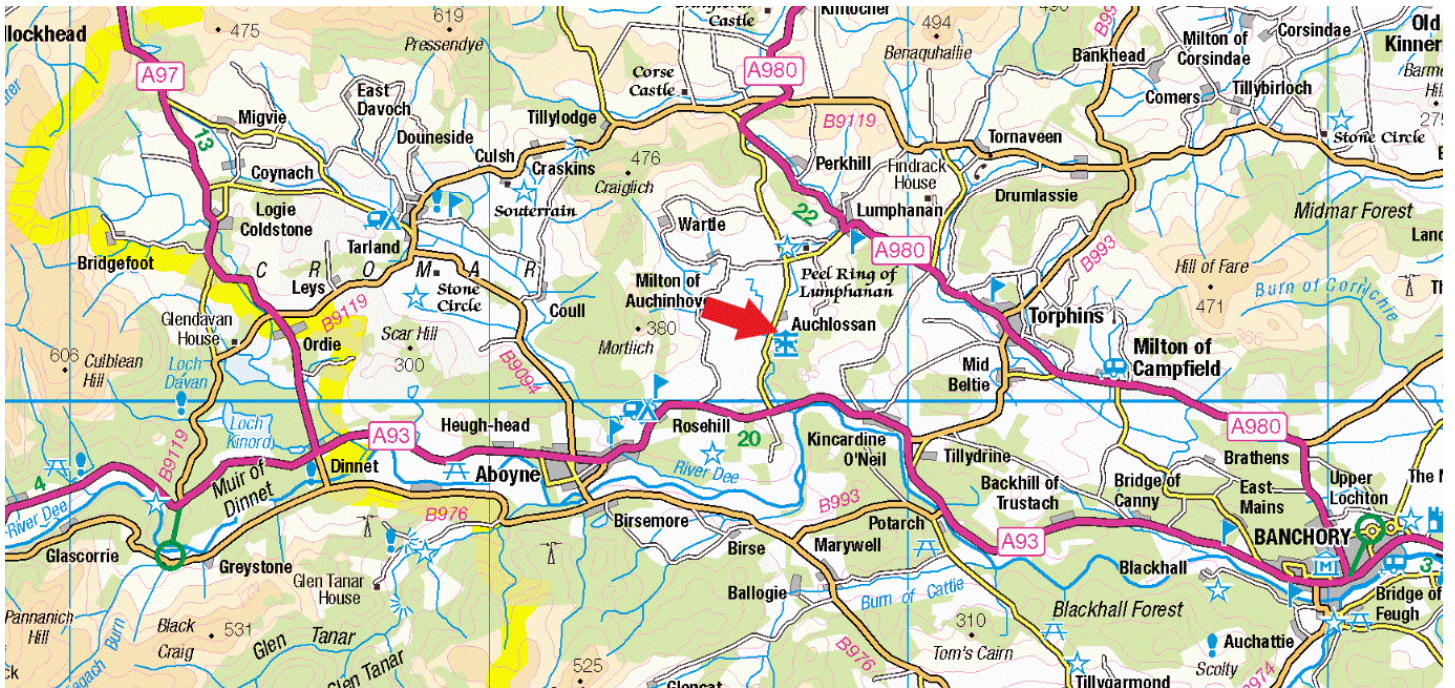 llockhead
475
619
Pressendye
Castle
Kintocher
494
Benaquhallie
Bankhead
Milton of
Corsindae
Corsindae
Old
Kinner
A97
A980
Corse
Castle
East
Davoch
Comers
Tillybirloch
Migvie
13
Douneside
Tillylodge
B9119
Tornaveen
Stone Circle
Coynach
Culsh
Craskins
476
Craiglich
Perkhill
Findrack
House
Drumlassie
Souterrain
Logie
Coldstone
Wartle
22
Lumphanan
Midmar Forest
Tarland
A980
B993
Bridgefoot
C R O M A R
Leys
Stone
Circle
Milton of
Auchinhove
Peel Ring of
Lumphanan
Hill of Fare
471
Coull
Glendavan
House
B9119
Ordie
Scar Hill
300
380
Mortlich
Auchlossan
Torphins
606
Culblean
Hill
Loch
Davan
B9094
Mid
Beltie
Milton of
Campfield
Loch
Kinord
B9119
A93
Heugh-head
Rosehill
20
Kincardine
O'Neil
A980
Muir of
Dinnet
Dinnet
Aboyne
River Dee
Tillydrine
Brathens
4
River Dee
B976
Backhill of
Trustach
Bridge of
Canny
East
Mains
Upper
Lochton
B993
Birsemore
Potarch
BANCHORY
Glascorrie
Greystone
Birse
Marywell
A93
Blackhall
3
Glen Tanar
House
Ballogie
Burn of Cattie
Blackhall Forest
Bridge of
Feugh
Pannanich
Hill
Black
Craig
531
Glen Tanar
310
Tom's Cairn
Auchattie
Scolty
B976
B974
Glen Tanar
525
Tillygarmond